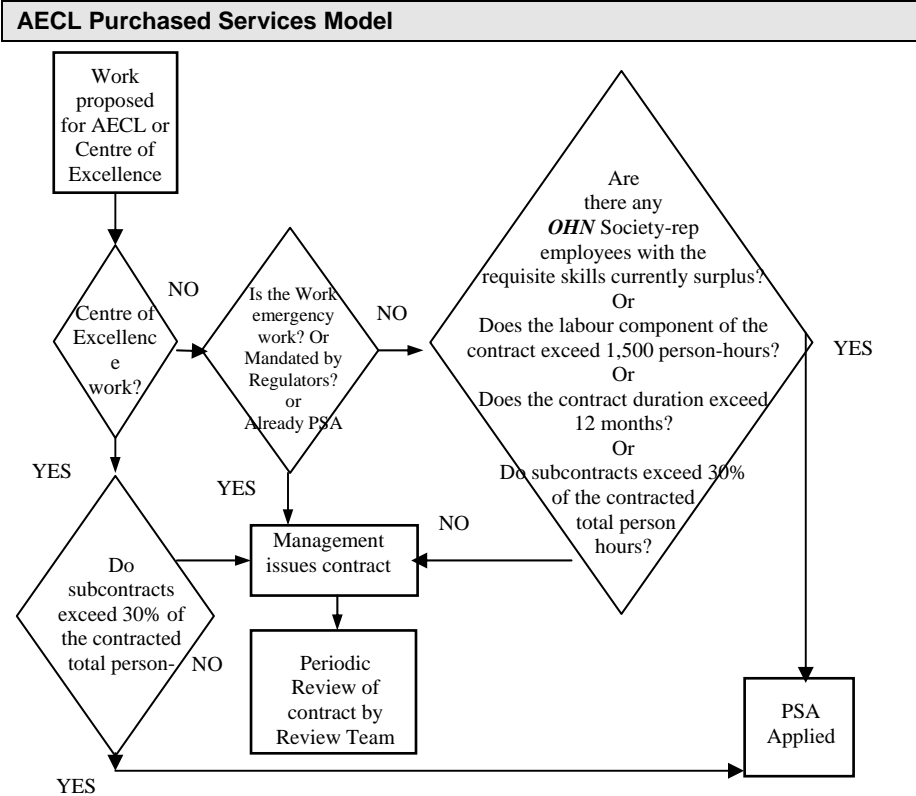 AECL Purchased Services Model
Work
proposed
for AECL or
Centre of
Excellence
Centre of
Excellenc
e
work?
NO
Is the Work
emergency
work? Or
Mandated by
Regulators?
or
Already PSA
NO
Are
there any
OHN Society-rep
employees with the
requisite skills currently surplus?
Or
Does the labour component of the
contract exceed 1,500 person-hours?
Or
Does the contract duration exceed
12 months?
Or
Do subcontracts exceed 30%
of the contracted
total person
hours?
YES
YES
YES
NO
Do
subcontracts
exceed 30% of
the contracted
total person-
NO
Management
issues contract
Periodic
Review of
contract by
Review Team
PSA
Applied
YES